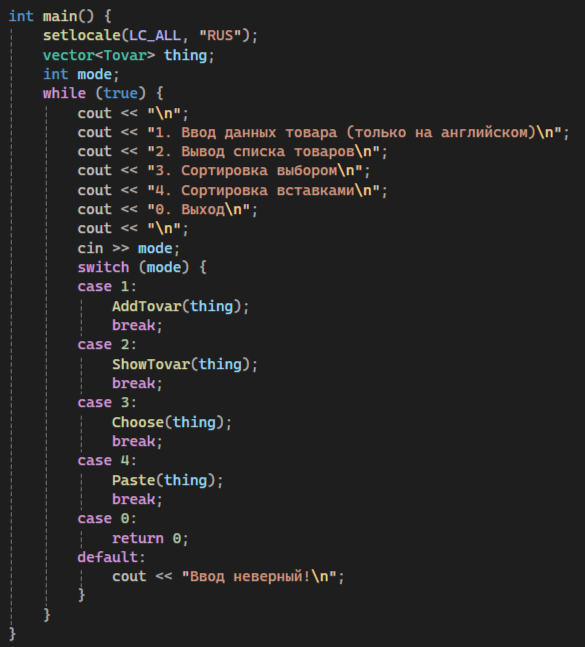 int main() {
    setlocale(LC_ALL, "RUS");
    vector<Tovar> thing;
    int mode;
    while (true) {
        cout << "\n";
        cout << "1. Ввод данных товара (только на английском)\n";
        cout << "2. Вывод списка товаров\n";
        cout << "3. Сортировка выбором\n";
        cout << "4. Сортировка вставками\n";
        cout << "0. Выход\n";
        cout << "\n";
        cin >> mode;
        switch (mode) {
        case 1:
            AddTovar(thing);
            break;
        case 2:
            ShowTovar(thing);
            break;
        case 3:
            Choose(thing);
            break;
        case 4:
            Paste(thing);
            break;
        case 0:
            return 0;
        default:
            cout << "Ввод неверный!\n";
        }
    }
}